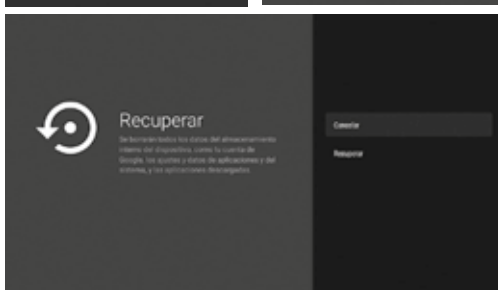 Recuperar
Se borrarán todos los datos del almacenamiento
interno del dispositivo, como tu cuenta de
Google, los ajustes y datos de aplicaciones y del
sistema, y las aplicaciones descargadas.
Cancelar
Recuperar